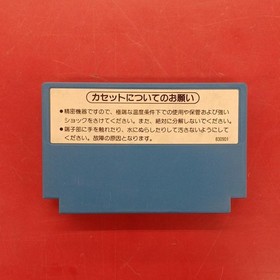 カセットについてのお願い
●精密機器ですので、極端な温度条件下での使用や保管および強い
ショックをさけてください。また、絶対に分解しないでください。
●端子部に手を触れたり、水にぬらしたりして汚さないようにして
ください。故障の原因となります。